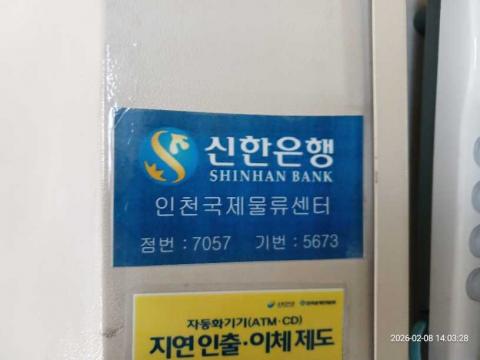 신한은행
SHINHAN BANK
인천국제물류센터
점번 : 7057 기번 : 5673
자동화기기(ATM·CD)
지연인출·이체제도
2026-02-08 14:03:28